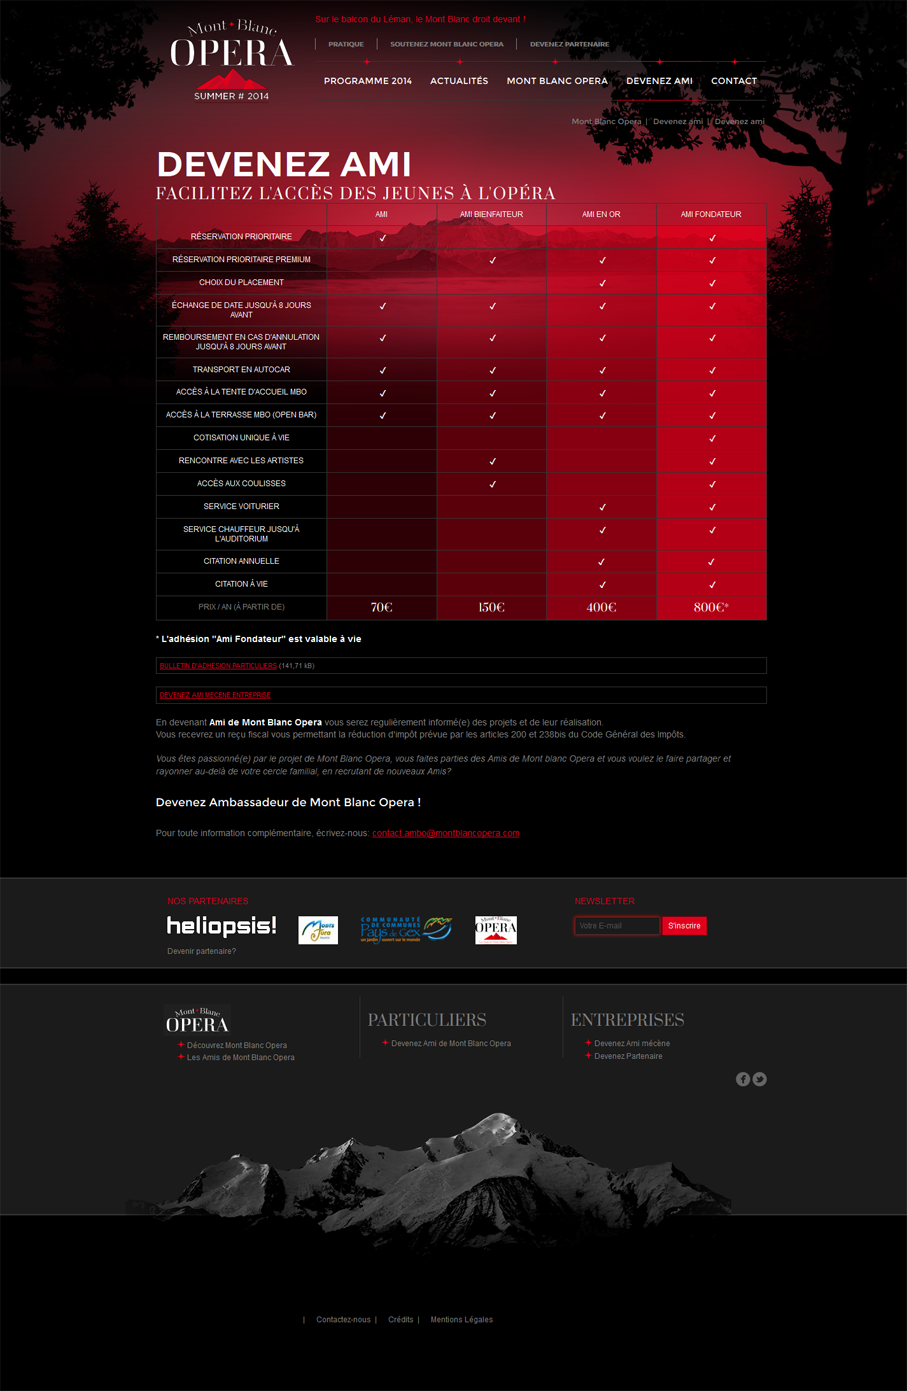 Mont Blanc
OPERA
SUMMER # 2014
Sur le balcon du Léman, le Mont Blanc droit devant !
PRATIQUE
SOUTENEZ MONT BLANC OPERA
DEVENEZ PARTENAIRE
PROGRAMME 2014
ACTUALITÉS
MONT BLANC OPERA
DEVENEZ AMI
CONTACT
Mont Blanc Opera | Devenez ami | Devenez ami
DEVENEZ AMI
FACILITEZ L'ACCÈS DES JEUNES À L'OPÉRA
AMI AMI BIENFAITEUR AMI EN OR AMI FONDATEUR
RÉSERVATION PRIORITAIRE ✓ ✓
RÉSERVATION PRIORITAIRE PREMIUM ✓ ✓ ✓
CHOIX DU PLACEMENT ✓ ✓
ÉCHANGE DE DATE JUSQU'À 8 JOURS
AVANT ✓ ✓ ✓ ✓
REMBOURSEMENT EN CAS D'ANNULATION
JUSQU'À 8 JOURS AVANT ✓ ✓ ✓ ✓
TRANSPORT EN AUTOCAR ✓ ✓ ✓ ✓
ACCÈS À LA TENTE D'ACCUEIL MBO ✓ ✓ ✓ ✓
ACCÈS À LA TERRASSE MBO (OPEN BAR) ✓ ✓ ✓ ✓
COTISATION UNIQUE À VIE ✓
RENCONTRE AVEC LES ARTISTES ✓ ✓
ACCÈS AUX COULISSES ✓ ✓
SERVICE VOITURIER ✓ ✓
SERVICE CHAUFFEUR JUSQU'À
L'AUDITORIUM ✓ ✓
CITATION ANNUELLE ✓ ✓
CITATION À VIE ✓ ✓
PRIX / AN (À PARTIR DE) 70€ 150€ 400€ 800€*
* L'adhésion "Ami Fondateur" est valable à vie
BULLETIN D'ADHESION PARTICULIERS (141,71 kB)
DEVENEZ AMI MECENE ENTREPRISE
En devenant Ami de Mont Blanc Opera vous serez regulièrement informé(e) des projets et de leur réalisation.
Vous recevrez un reçu fiscal vous permettant la réduction d'impôt prévue par les articles 200 et 238bis du Code Général des Impôts.
Vous êtes passionné(e) par le projet de Mont Blanc Opera, vous faites parties des Amis de Mont blanc Opera et vous voulez le faire partager et
rayonner au-delà de votre cercle familial, en recrutant de nouveaux Amis?
Devenez Ambassadeur de Mont Blanc Opera !
Pour toute information complémentaire, écrivez-nous: contact.ambo@montblancopera.com
NOS PARTENAIRES
heliopsis!
Monts
Jura
COMMUNAUTÉ
DE COMMUNES
Pays de Gex
un jardin ouvert sur le monde
Mont Blanc
OPERA
Devenir partenaire?
NEWSLETTER
Votre E-mail
S'inscrire
Mont Blanc
OPERA
Découvrez Mont Blanc Opera
Les Amis de Mont Blanc Opera
PARTICULIERS
Devenez Ami de Mont Blanc Opera
ENTREPRISES
Devenez Ami mécène
Devenez Partenaire
| Contactez-nous | Crédits | Mentions Légales